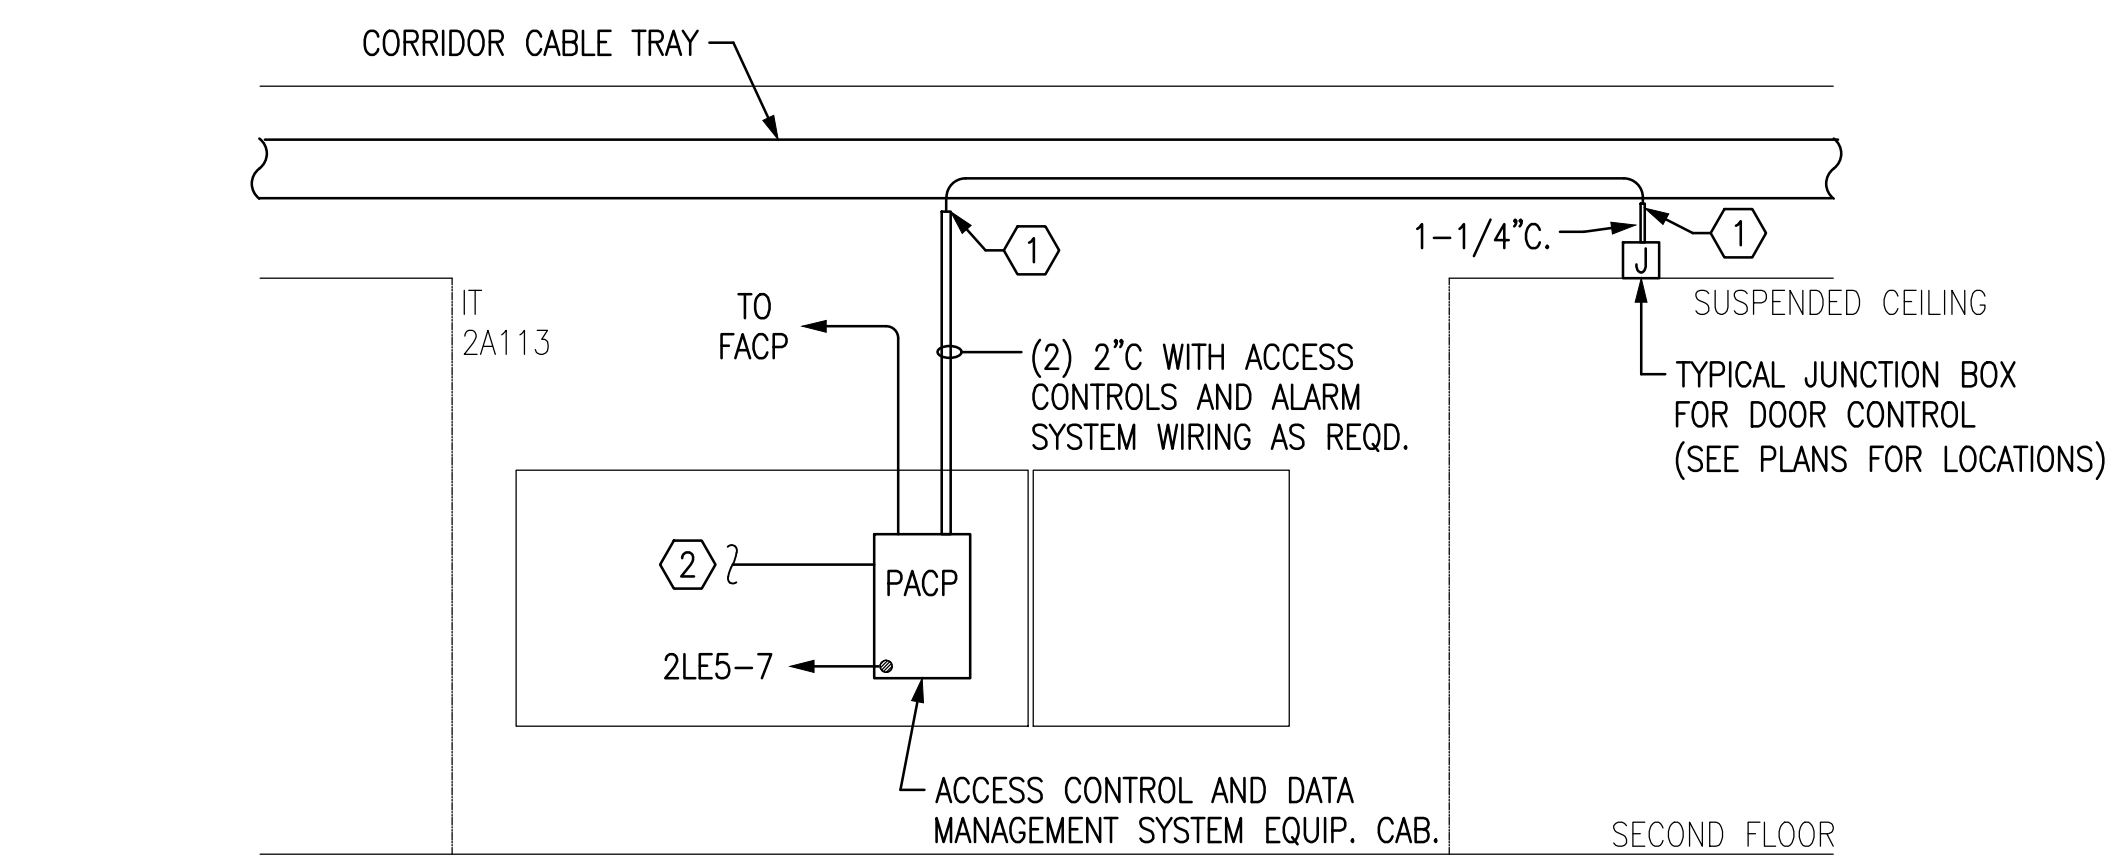 CORRIDOR CABLE TRAY
1
1-1/4"C.
1
J
IT
2A113
TO
FACP
SUSPENDED CEILING
(2) 2"C WITH ACCESS
CONTROLS AND ALARM
SYSTEM WIRING AS REQD.
TYPICAL JUNCTION BOX
FOR DOOR CONTROL
(SEE PLANS FOR LOCATIONS)
2
PACP
2LE5-7
ACCESS CONTROL AND DATA
MANAGEMENT SYSTEM EQUIP. CAB.
SECOND FLOOR